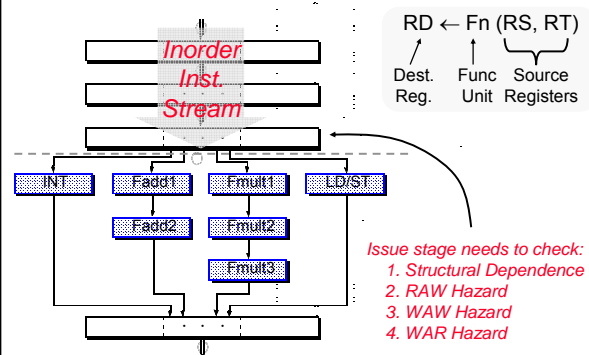 Inorder
Inst.
Stream
RD ← Fn (RS, RT)
Dest. Func Source
Reg. Unit Registers
INT Fadd1 Fmult1 LD/ST
Fadd2 Fmult2
Fmult3
Issue stage needs to check:
1. Structural Dependence
2. RAW Hazard
3. WAW Hazard
4. WAR Hazard